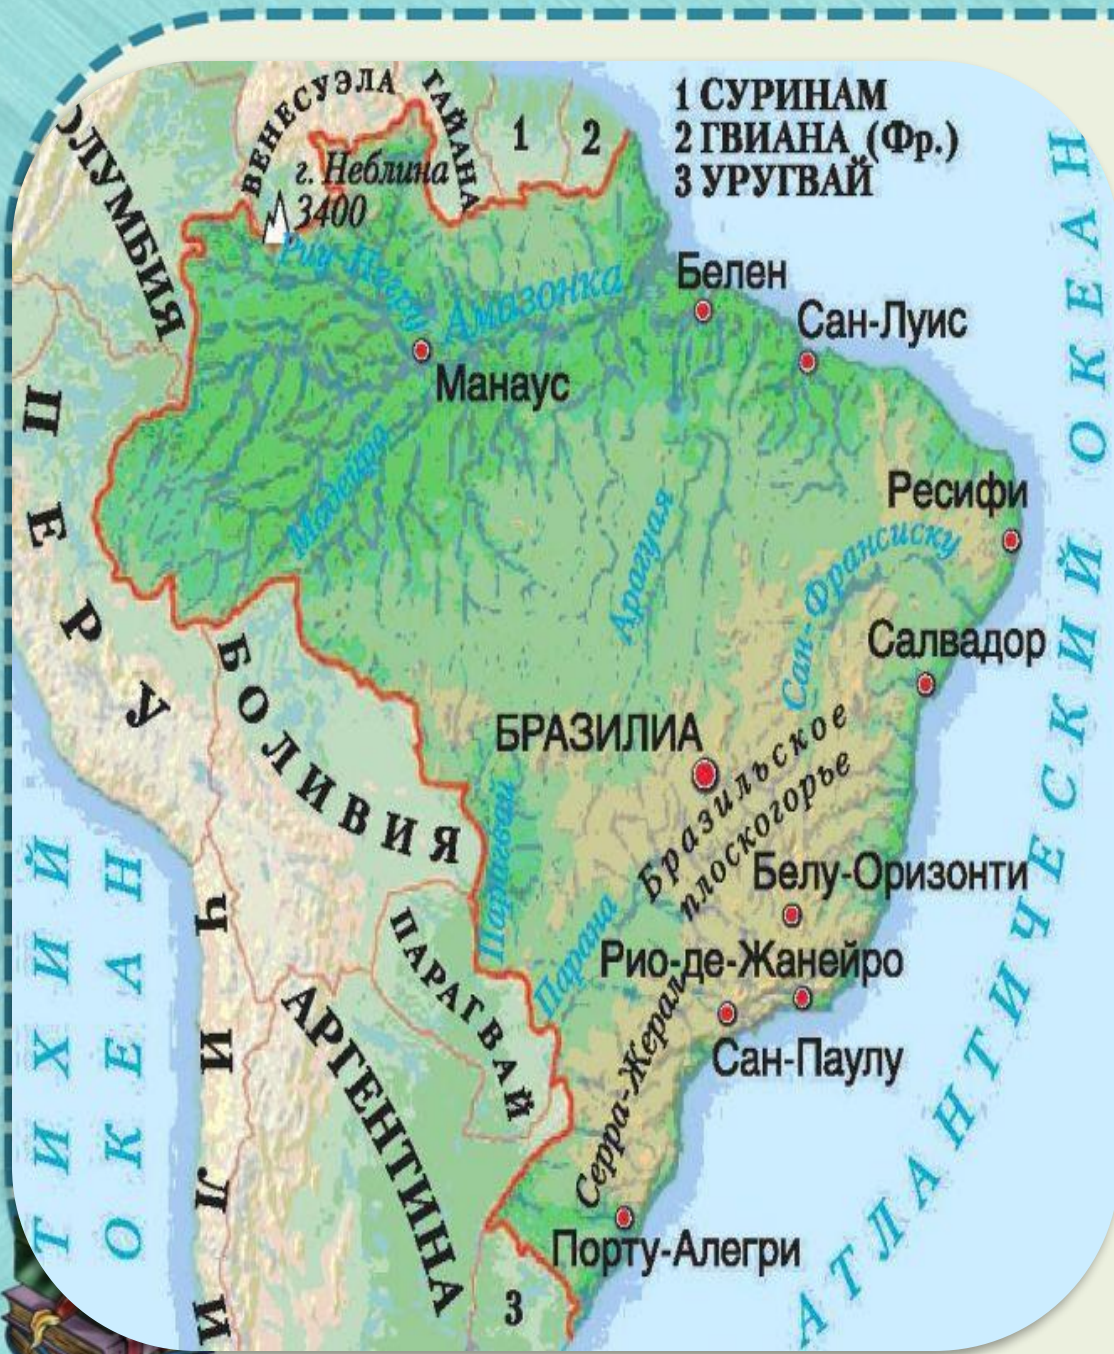 1 СУРИНАМ
2 ГВИАНА (Фр.)
3 УРУГВАЙ
ВЕНЕСУЭЛА
ГАЙАНА
1
2
ОЛУМБИЯ
г. Неблина
3400
Риу-Негру
Амазонка
Белен
Сан-Луис
Манаус
ПЕРУ
Мадейра
Арагуая
Ресифи
Сан-Франсиску
Салвадор
БОЛИВИЯ
БРАЗИЛИА
Бразильское
плоскогорье
Парагвай
Белу-Оризонти
Парана
Рио-де-Жанейро
ПАРАГВАЙ
Сан-Паулу
Серра-Жерал
АРГЕНТИНА
ЧИЛИ
Порту-Алегри
3
ТИХИЙ
ОКЕАН
АТЛАНТИЧЕСКИЙ ОКЕАН